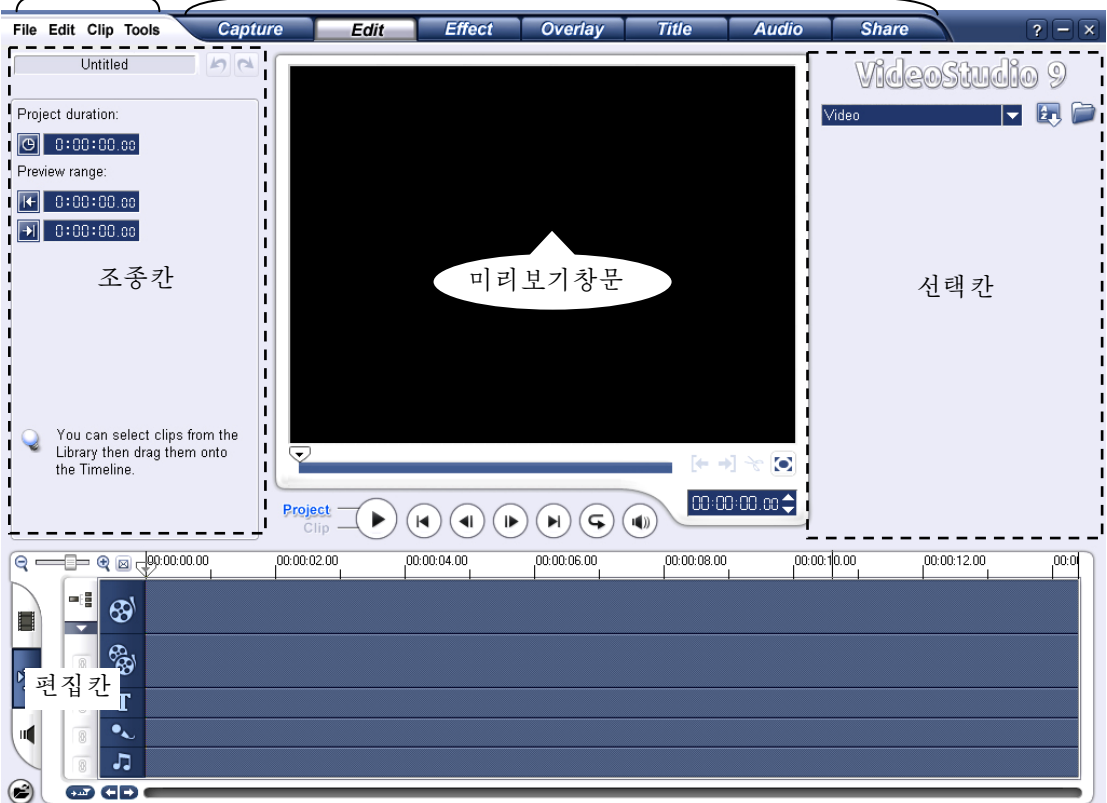 File Edit Clip Tools Capture Edit Effect Overlay Title Audio Share ?
Untitled
VideoStudio 9
Video
Project duration:
0:00:00.00
Preview range:
0:00:00.00
0:00:00.00
조종칸
미리보기창문
선택칸
You can select clips from the
Library then drag them onto
the Timeline.
00:00:00.00
Project
Clip
00:00:00.00 00:00:02.00 00:00:04.00 00:00:06.00 00:00:08.00 00:00:10.00 00:00:12.00 00:0
편집칸
T